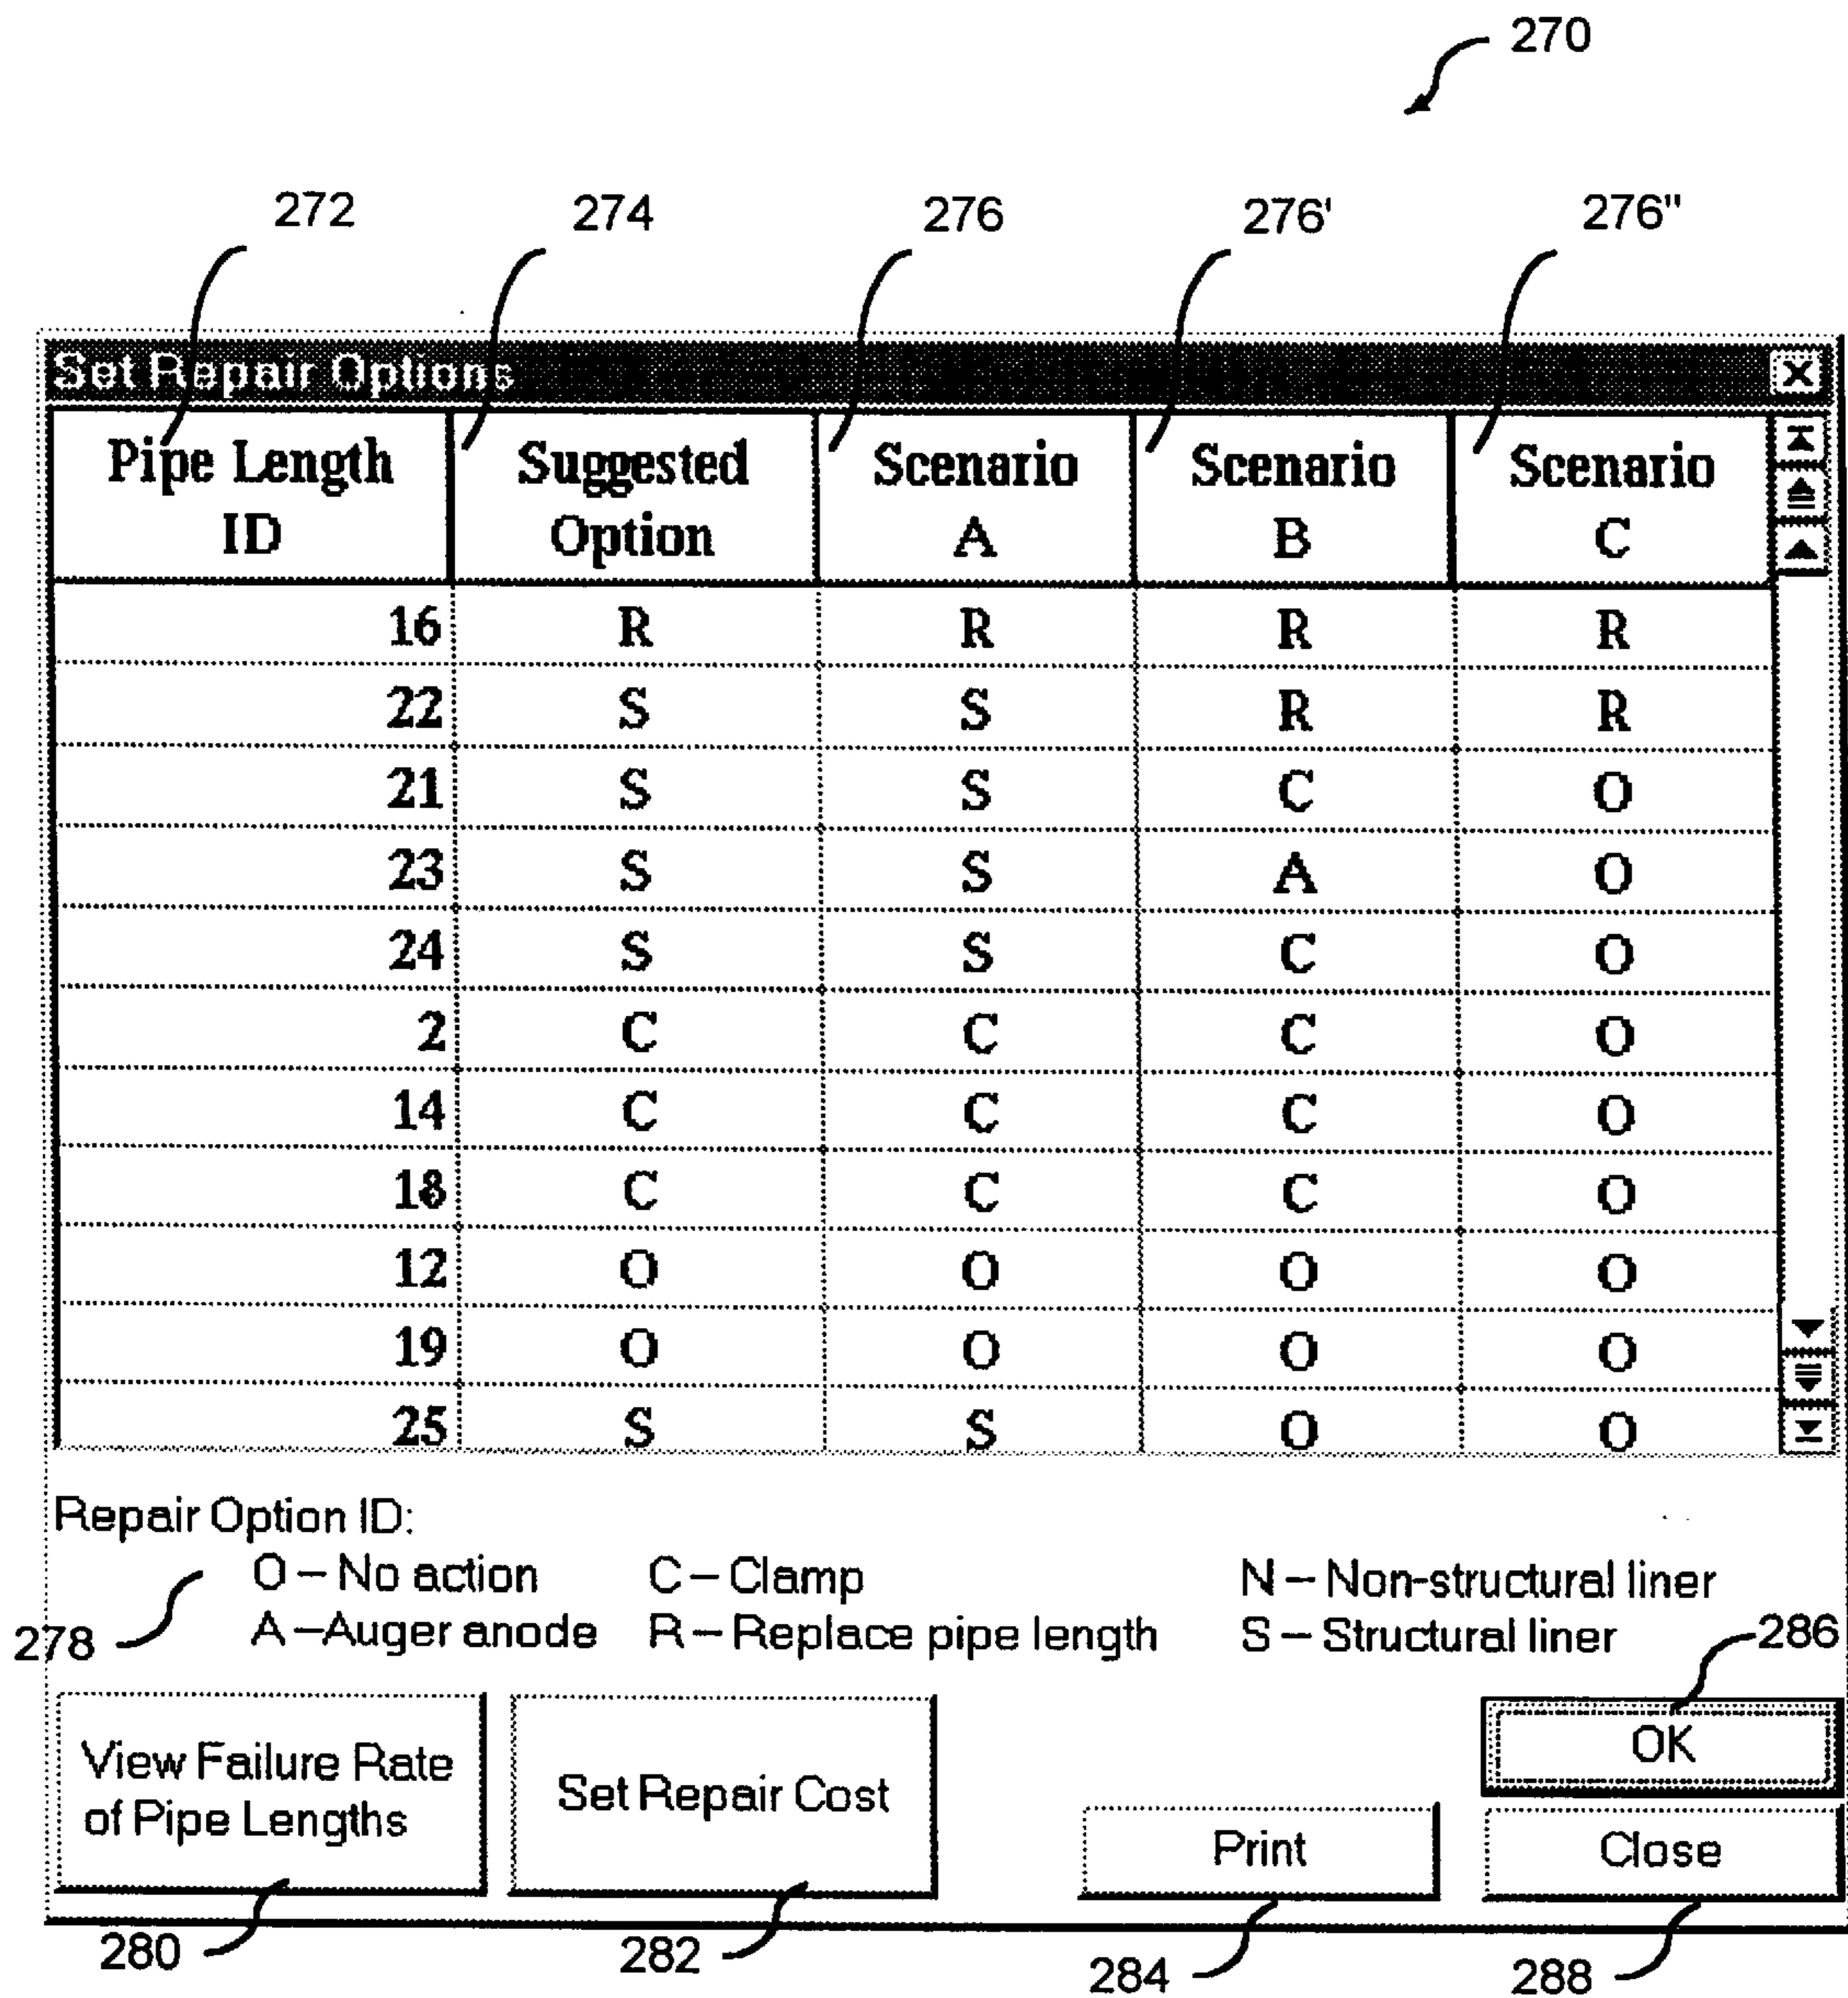 270
272 274 276 276' 276"
Set Repair Options
Pipe Length ID Suggested Option Scenario A Scenario B Scenario C
16 R R R R
22 S S R R
21 S S C O
23 S S A O
24 S S C O
2 C C C O
14 C C C O
18 C C C O
12 O O O O
19 O O O O
25 S S O O
Repair Option ID:
O – No action C – Clamp N – Non-structural liner
278 A –Auger anode R – Replace pipe length S – Structural liner 286
View Failure Rate
of Pipe Lengths
Set Repair Cost
OK
Print
Close
280 282 284 288